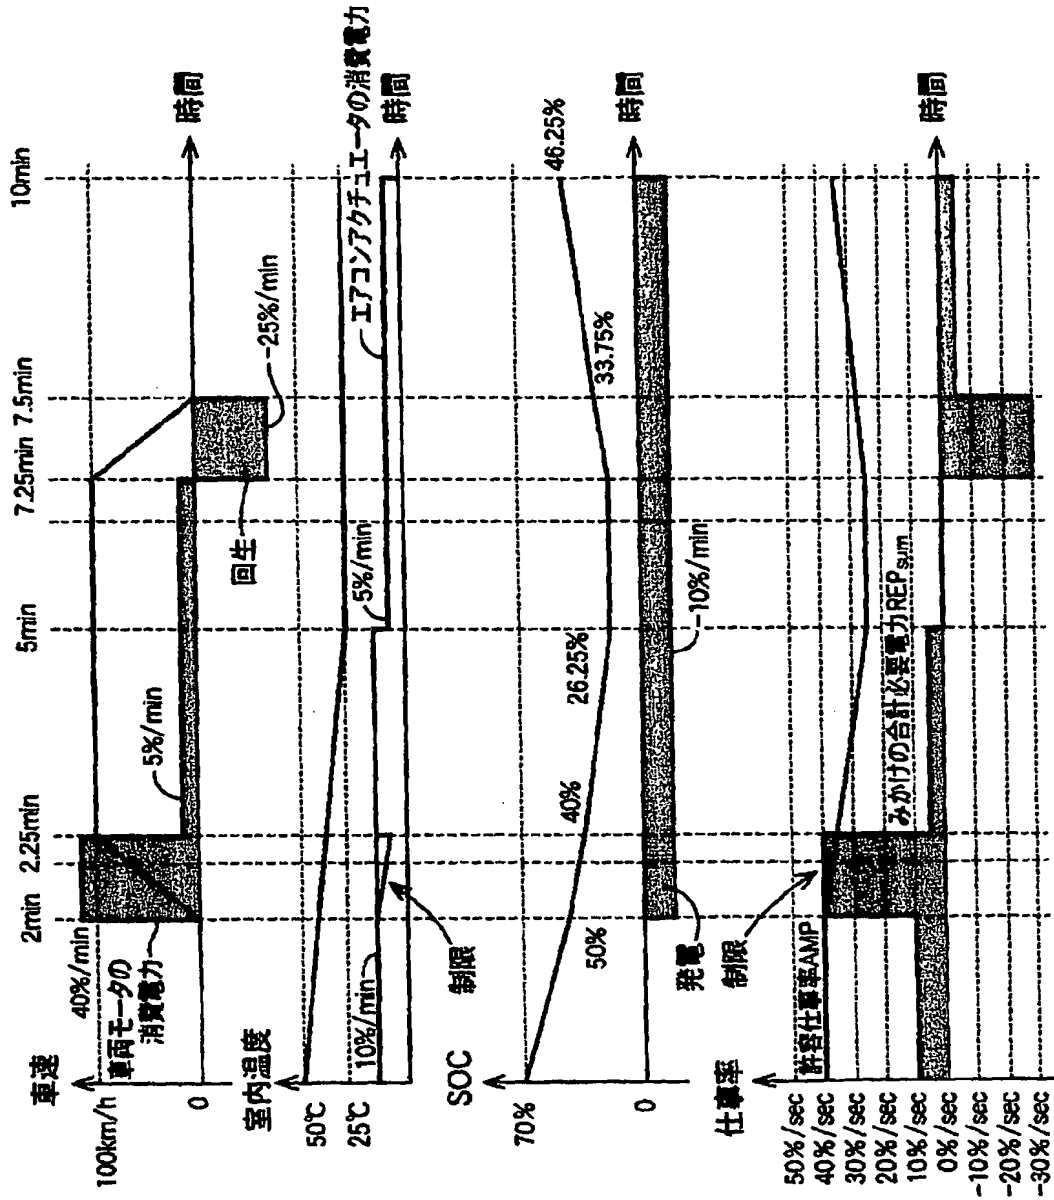 2min
2.25min
5min
7.25min
7.5min
10min
車速
100km/h
0
40%/min
車両モータの
消費電力
5%/min
回生
-25%/min
時間
室内温度
50℃
25℃
10%/min
制限
5%/min
エアコンアクチュエータの消費電力
時間
SOC
70%
0
50%
40%
26.25%
33.75%
46.25%
発電
-10%/min
時間
仕事率
50%/sec
40%/sec
30%/sec
20%/sec
10%/sec
0%/sec
-10%/sec
-20%/sec
-30%/sec
許容仕事率AMP
制限
みかけの合計必要電力REPsum
時間